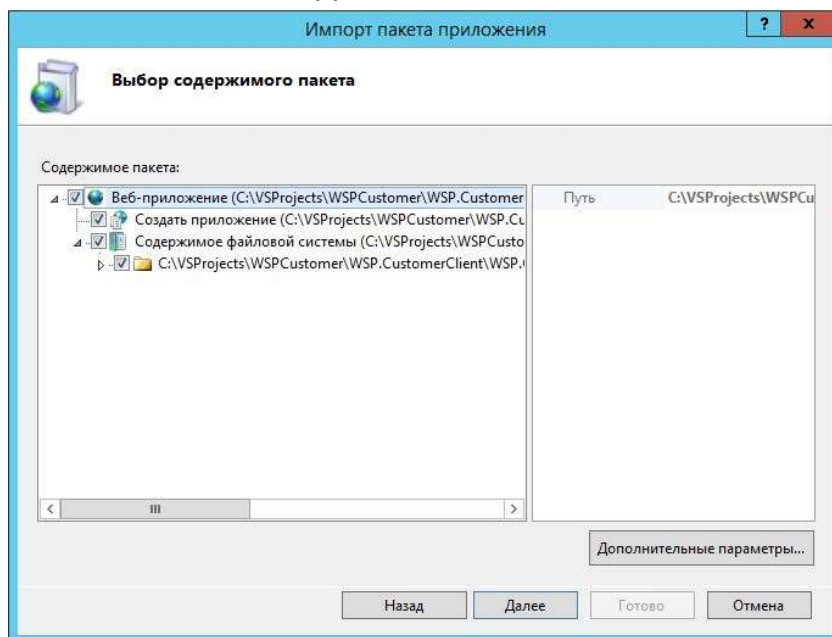 Импорт пакета приложения
? x
Выбор содержимого пакета
Содержимое пакета:
Веб-приложение (C:\VSProjects\WSPCustomer\WSP.Customer
Путь C:\VSProjects\WSPCu
Создать приложение (C:\VSProjects\WSPCustomer\WSP.Cu
Содержимое файловой системы (C:\VSProjects\WSPCusto
C:\VSProjects\WSPCustomer\WSP.CustomerClient\WSP.
Дополнительные параметры...
Назад Далее Готово Отмена